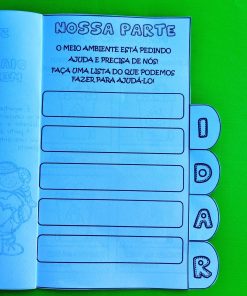 NOSSA PARTE
O MEIO AMBIENTE ESTÁ PEDINDO
AJUDA E PRECISA DE NÓS!
FAÇA UMA LISTA DO QUE PODEMOS
FAZER PARA AJUDÁ-LO!
I
D
A
R